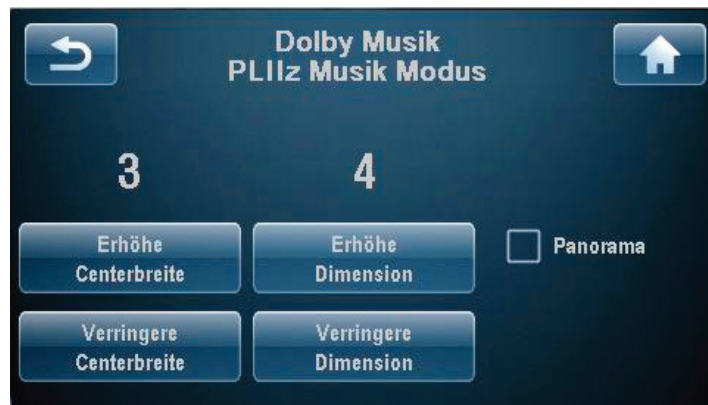 Dolby Musik
PLIIz Musik Modus
3
4
Erhöhe
Centerbreite
Erhöhe
Dimension
Panorama
Verringere
Centerbreite
Verringere
Dimension